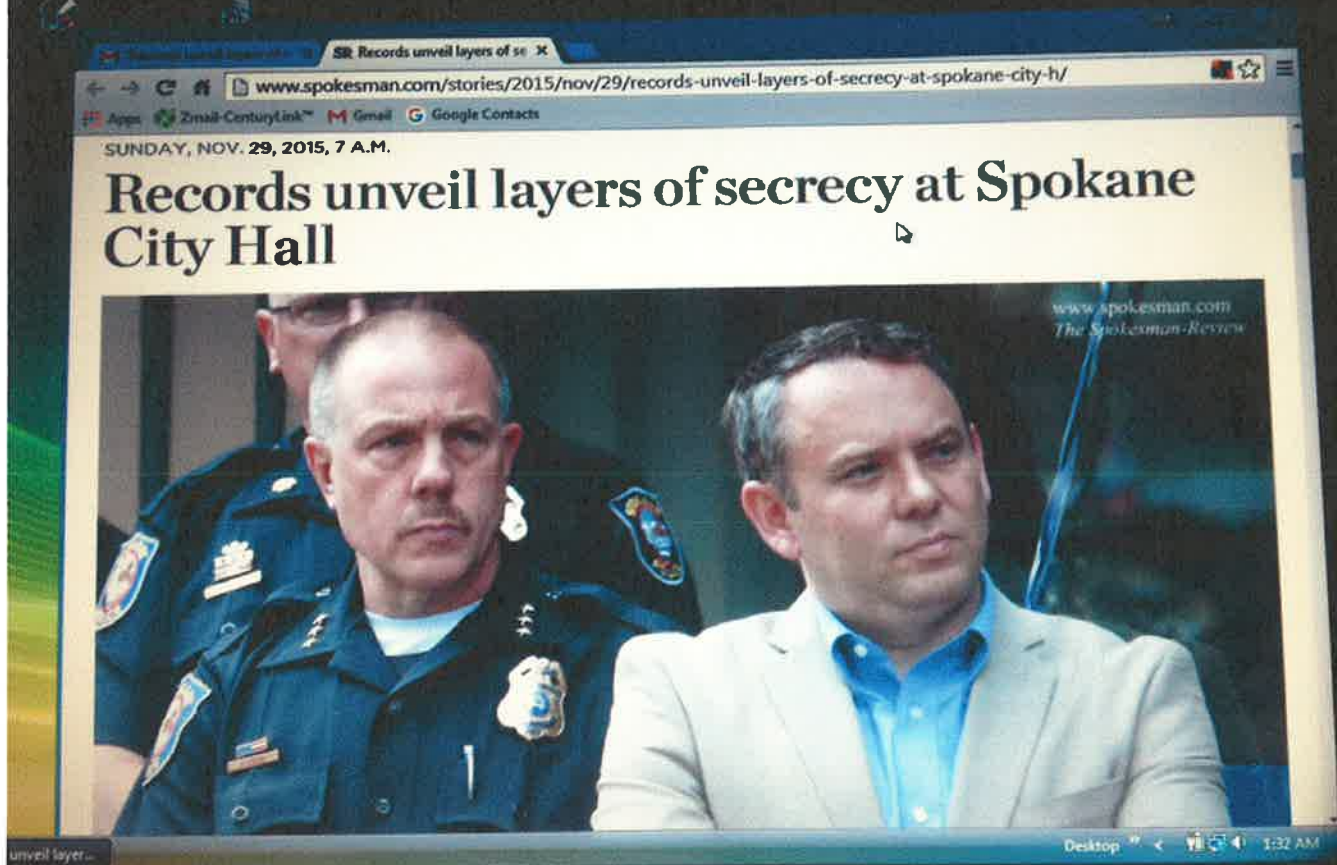 SR Records unveil layers of se
www.spokesman.com/stories/2015/nov/29/records-unveil-layers-of-secrecy-at-spokane-city-h/
Apps Zmail-CenturyLink™ Gmail Google Contacts
SUNDAY, NOV. 29, 2015, 7 A.M.
Records unveil layers of secrecy at Spokane
City Hall
www.spokesman.com
The Spokesman-Review
Desktop » < 1:32 AM
unveil layer...